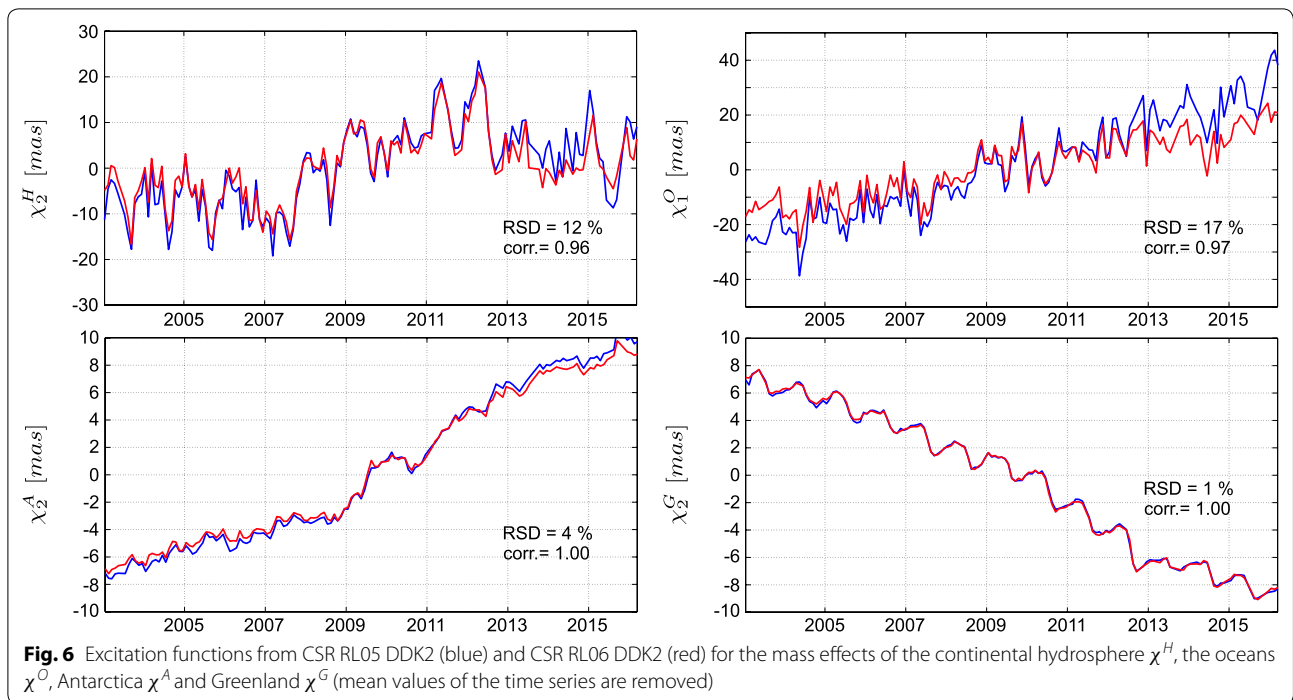 30
20
10
0
-10
-20
-30
χ₂ᴴ [mas]
RSD = 12 %
corr.= 0.96
2005 2007 2009 2011 2013 2015
40
20
0
-20
-40
χ₁ᴼ [mas]
RSD = 17 %
corr.= 0.97
2005 2007 2009 2011 2013 2015
10
8
6
4
2
0
-2
-4
-6
-8
-10
χ₂ᴬ [mas]
RSD = 4 %
corr.= 1.00
2005 2007 2009 2011 2013 2015
10
8
6
4
2
0
-2
-4
-6
-8
-10
χ₂ᴳ [mas]
RSD = 1 %
corr.= 1.00
2005 2007 2009 2011 2013 2015
Fig. 6 Excitation functions from CSR RL05 DDK2 (blue) and CSR RL06 DDK2 (red) for the mass effects of the continental hydrosphere χᴴ, the oceans
χᴼ, Antarctica χᴬ and Greenland χᴳ (mean values of the time series are removed)